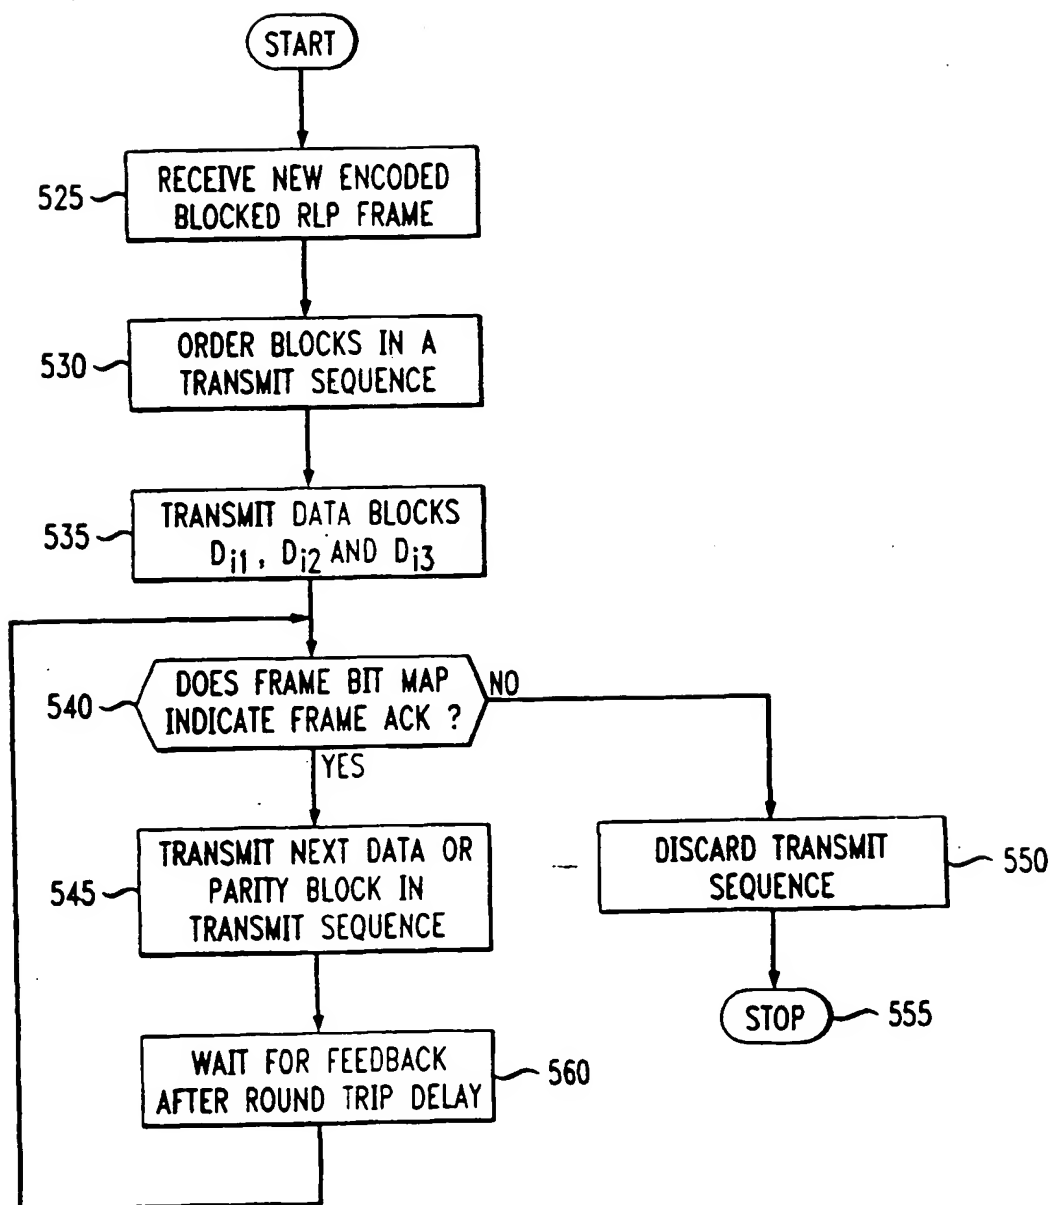 START
525
RECEIVE NEW ENCODED
BLOCKED RLP FRAME
530
ORDER BLOCKS IN A
TRANSMIT SEQUENCE
535
TRANSMIT DATA BLOCKS
Di1, Di2 AND Di3
540
DOES FRAME BIT MAP
INDICATE FRAME ACK ?
NO
YES
545
TRANSMIT NEXT DATA OR
PARITY BLOCK IN
TRANSMIT SEQUENCE
DISCARD TRANSMIT
SEQUENCE
550
STOP
555
WAIT FOR FEEDBACK
AFTER ROUND TRIP DELAY
560